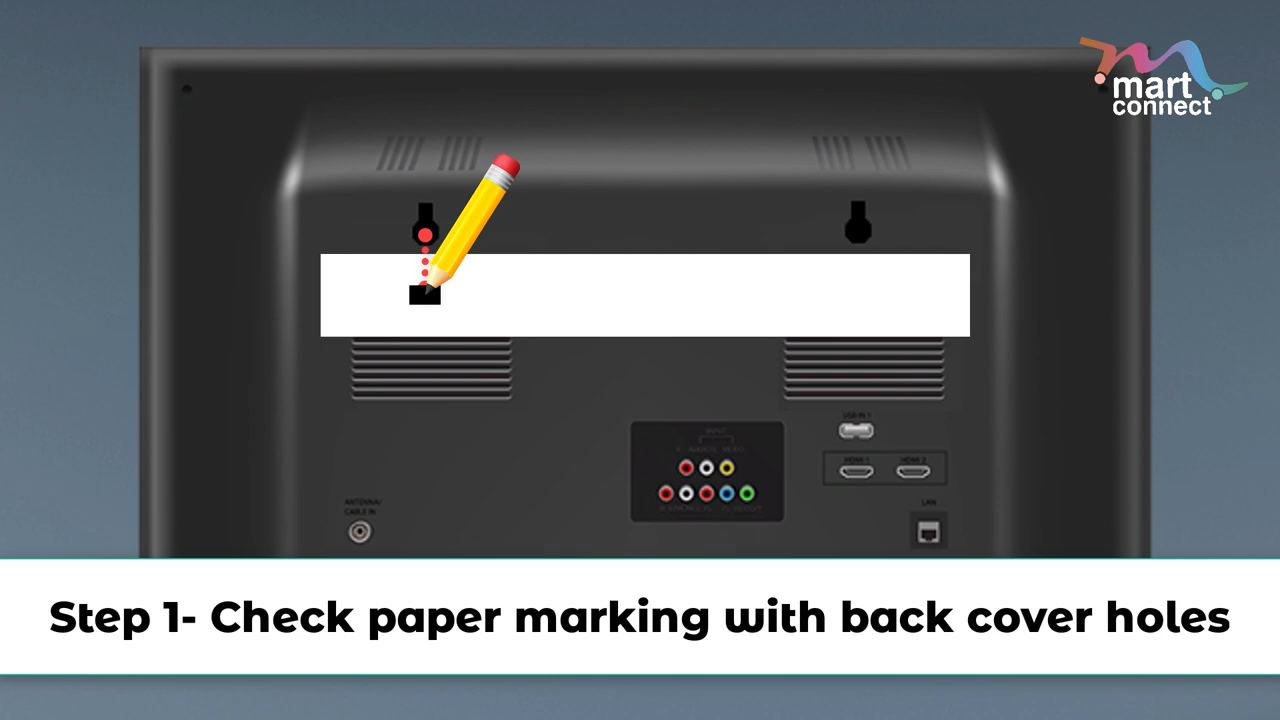 mart
connect
USB IN 1
HDMI 1 HDMI 2
LAN
ANTENNA/
CABLE IN
Step 1- Check paper marking with back cover holes